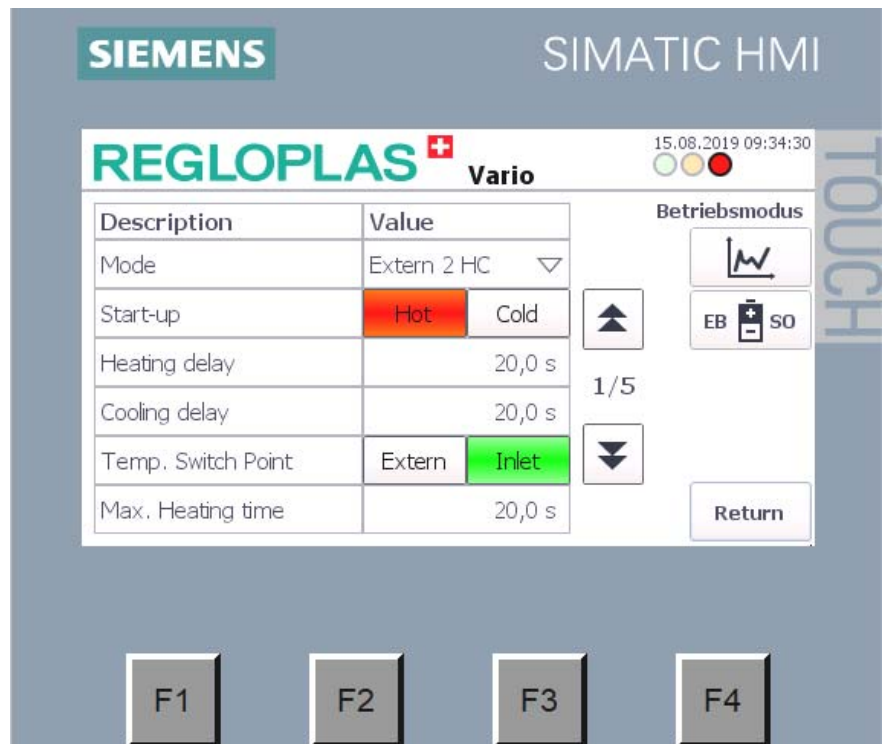 SIEMENS
SIMATIC HMI
TOUCH
REGLOPLAS
Vario
15.08.2019 09:34:30
Betriebsmodus
Description Value
Mode Extern 2 HC
Start-up Hot Cold
EB + - SO
Heating delay 20,0 s
1/5
Cooling delay 20,0 s
Temp. Switch Point Extern Inlet
Max. Heating time 20,0 s
Return
F1 F2 F3 F4